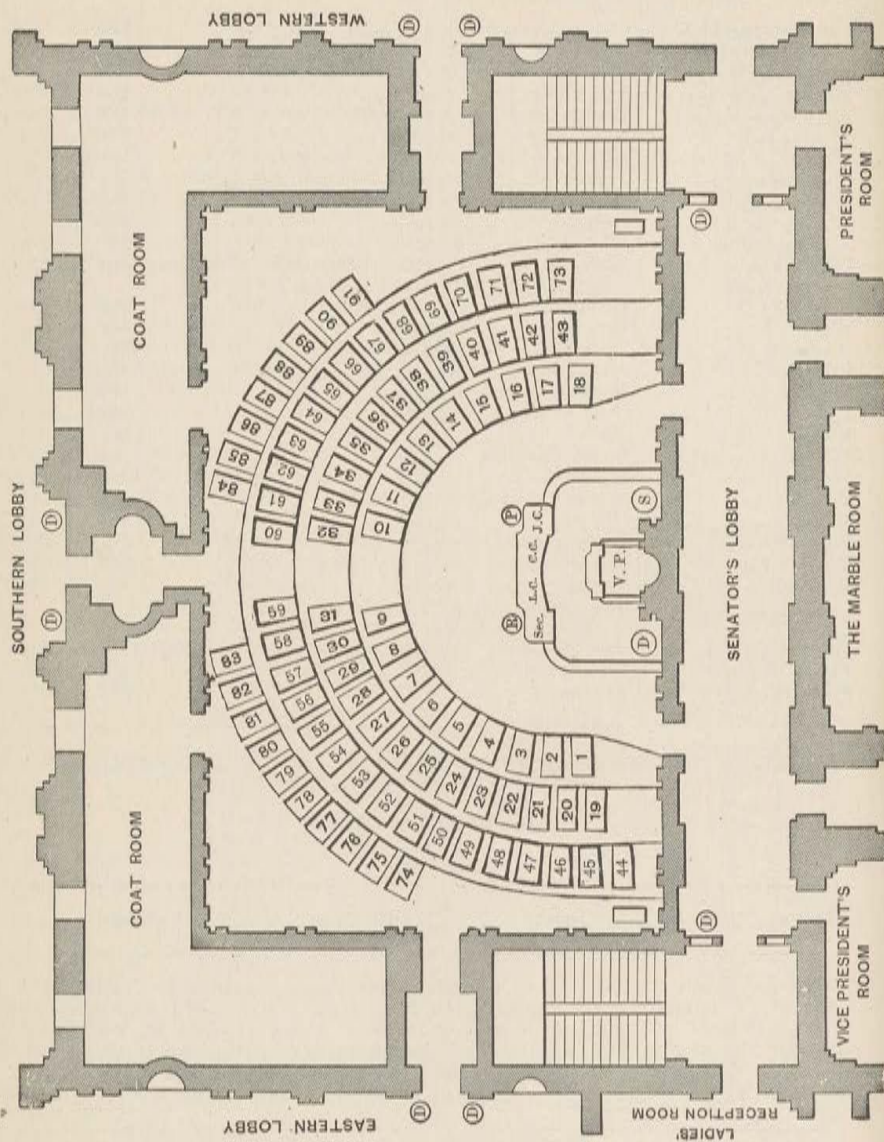 SOUTHERN LOBBY
Ⓓ
Ⓓ
EASTERN LOBBY
Ⓓ
Ⓓ
WESTERN LOBBY
Ⓓ
Ⓓ
COAT ROOM
COAT ROOM
74 75 76 77 78 79 80 81 82 83
84 85 86 87 88 89 90 91
44 45 46 47 48 49 50 51 52 53 54 55 56 57 58 59
60 61 62 63 64 65 66 67 68 69 70 71 72 73
19 20 21 22 23 24 25 26 27 28 29 30 31
32 33 34 35 36 37 38 39 40 41 42 43
1 2 3 4 5 6 7 8 9
10 11 12 13 14 15 16 17 18
Ⓑ Ⓟ
Sec. L.C. C.C. J.C.
V. P.
Ⓓ Ⓢ
Ⓓ
Ⓓ
SENATOR'S LOBBY
LADIES'
RECEPTION ROOM
VICE PRESIDENT'S
ROOM
THE MARBLE ROOM
PRESIDENT'S
ROOM